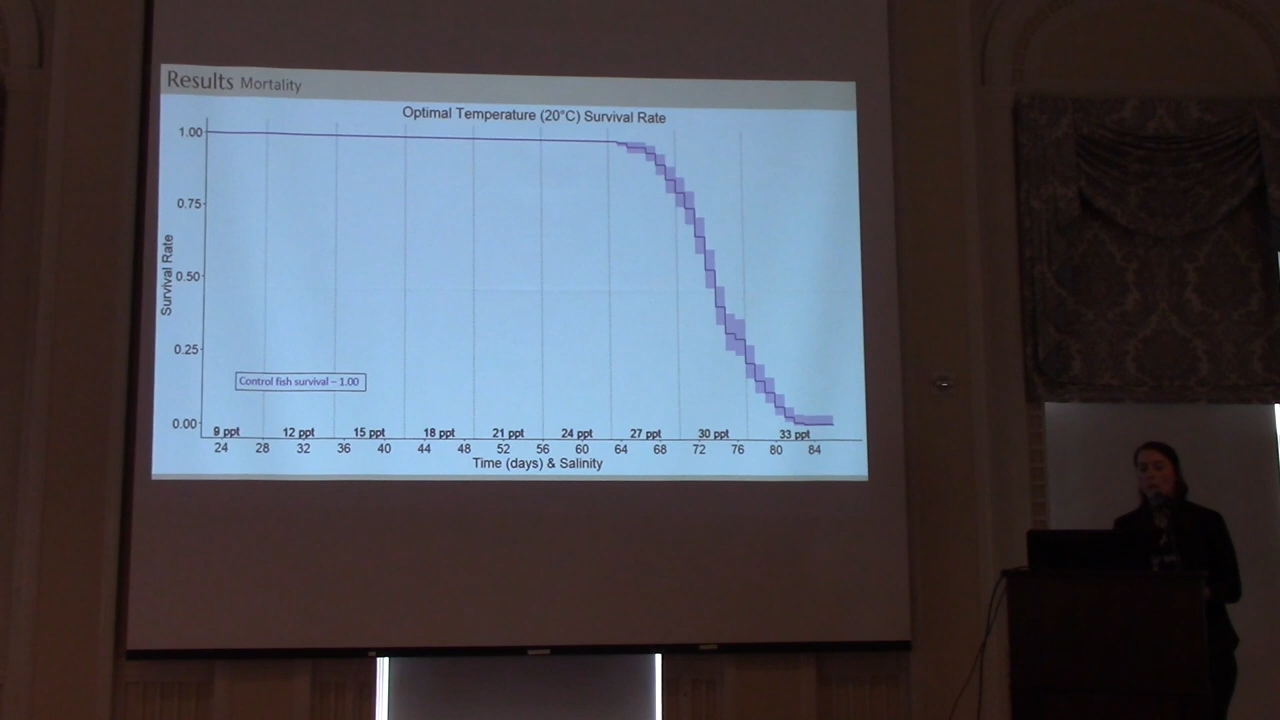 Results Mortality
Optimal Temperature (20°C) Survival Rate
1.00
0.75
0.50
0.25
0.00
Survival Rate
Control fish survival – 1.00
9 ppt 12 ppt 15 ppt 18 ppt 21 ppt 24 ppt 27 ppt 30 ppt 33 ppt
24 28 32 36 40 44 48 52 56 60 64 68 72 76 80 84
Time (days) & Salinity